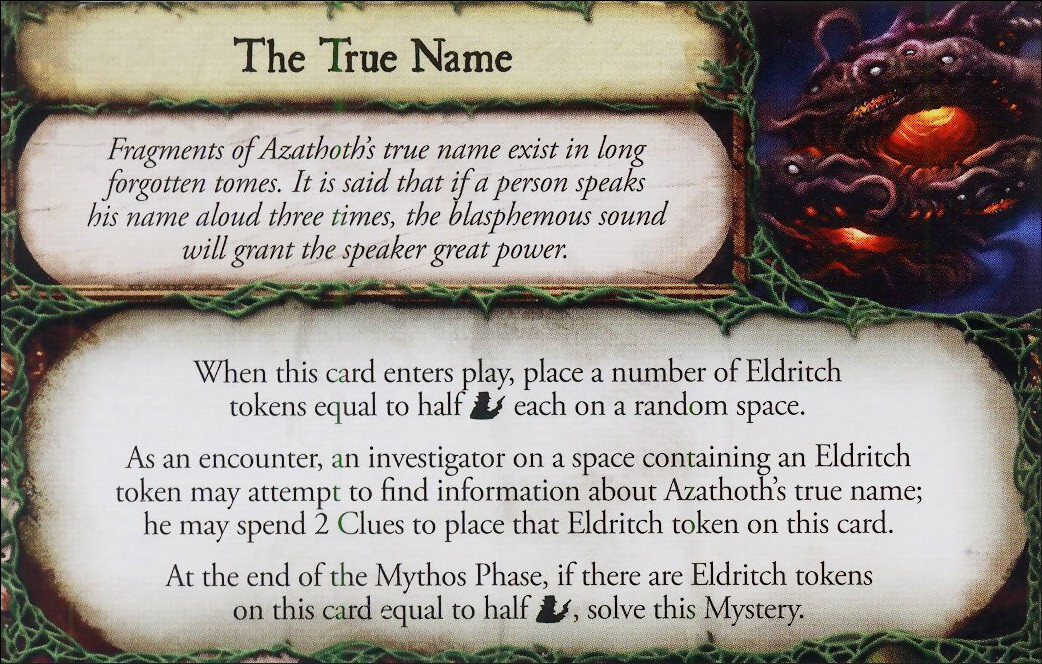 The True Name
Fragments of Azathoth's true name exist in long
forgotten tomes. It is said that if a person speaks
his name aloud three times, the blasphemous sound
will grant the speaker great power.
When this card enters play, place a number of Eldritch
tokens equal to half each on a random space.
As an encounter, an investigator on a space containing an Eldritch
token may attempt to find information about Azathoth's true name;
he may spend 2 Clues to place that Eldritch token on this card.
At the end of the Mythos Phase, if there are Eldritch tokens
on this card equal to half , solve this Mystery.